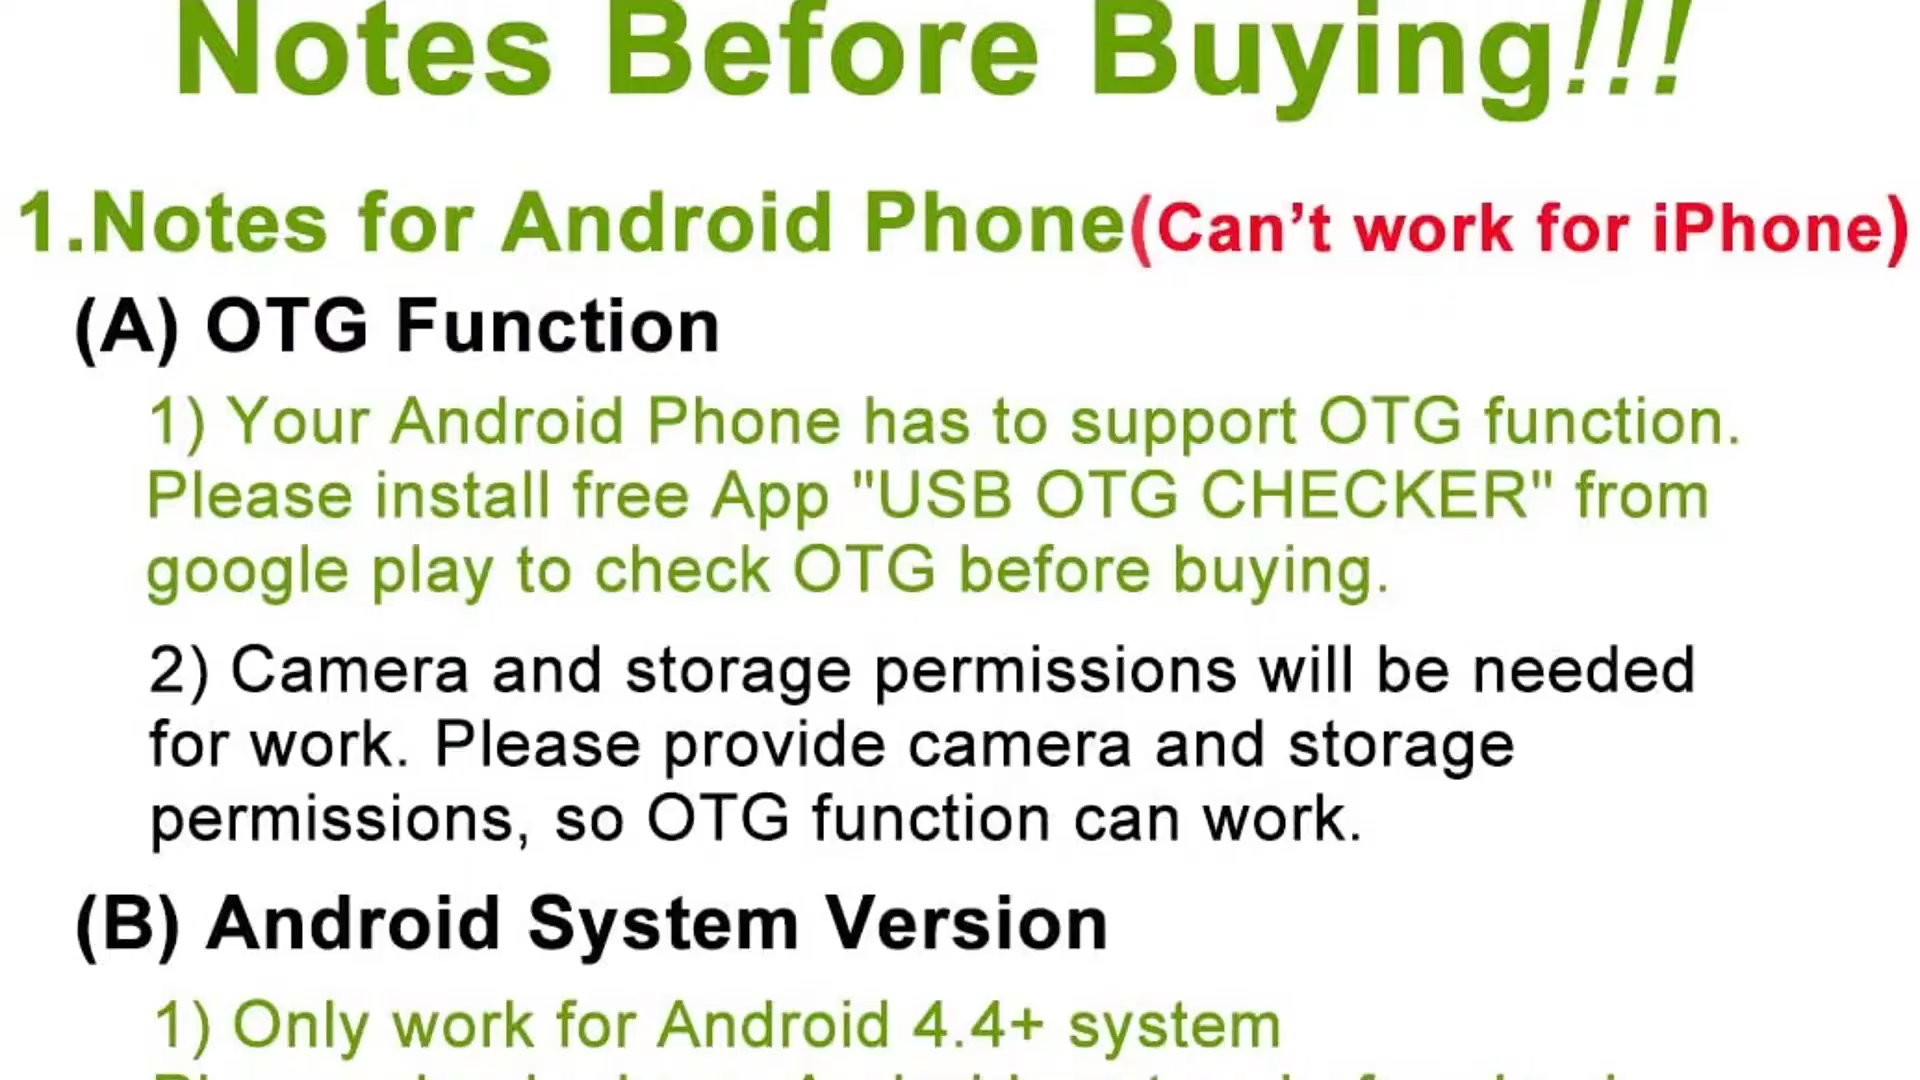 Notes Before Buying!!!
1.Notes for Android Phone(Can’t work for iPhone)
(A) OTG Function
1) Your Android Phone has to support OTG function.
Please install free App "USB OTG CHECKER" from
google play to check OTG before buying.
2) Camera and storage permissions will be needed
for work. Please provide camera and storage
permissions, so OTG function can work.
(B) Android System Version
1) Only work for Android 4.4+ system